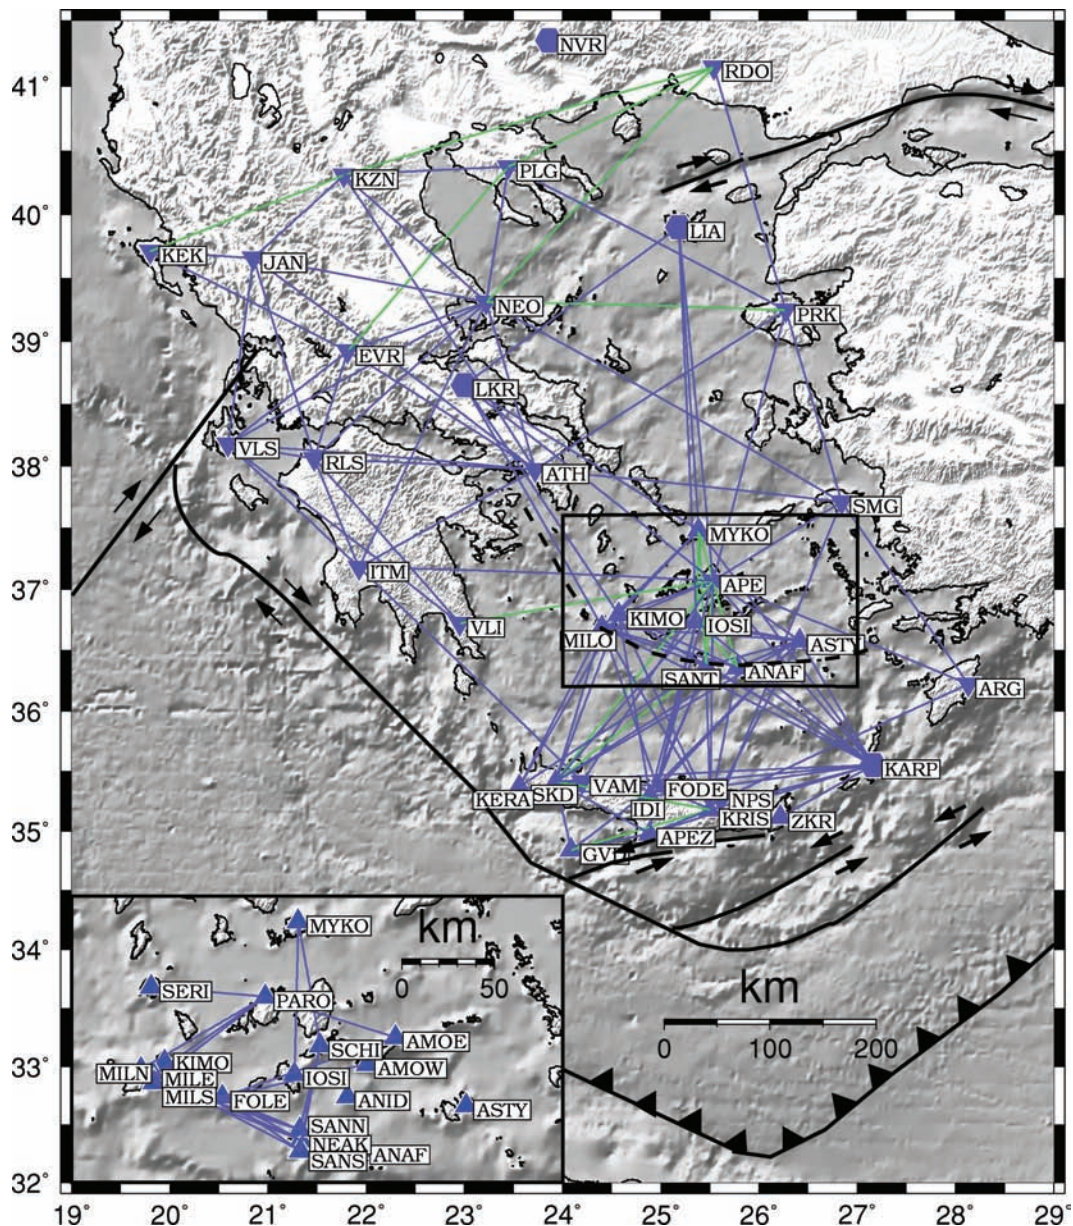 NVR
41°
RDO
PLG
KZN
40°
LIA
KEK
JAN
NEO
PRK
39°
EVR
LKR
38°
VLS
RLS
ATH
SMG
MYKO
37°
ITM
APE
KIMO
IOSI
VLI
MILO
ASTY
SANT
ANAF
ARG
36°
KARP
VAM
FODE
KERA
SKD
NPS
IDI
KRIS
ZKR
35°
APEZ
GVD
34°
MYKO
km
0 50
SERI
PARO
km
0 100 200
33°
AMOE
SCHI
KIMO
MILN
AMOW
MILE
IOSI
MILS
FOLE
ANID
ASTY
SANN
NEAK
ANAF
SANS
32°
19° 20° 21° 22° 23° 24° 25° 26° 27° 28° 29°